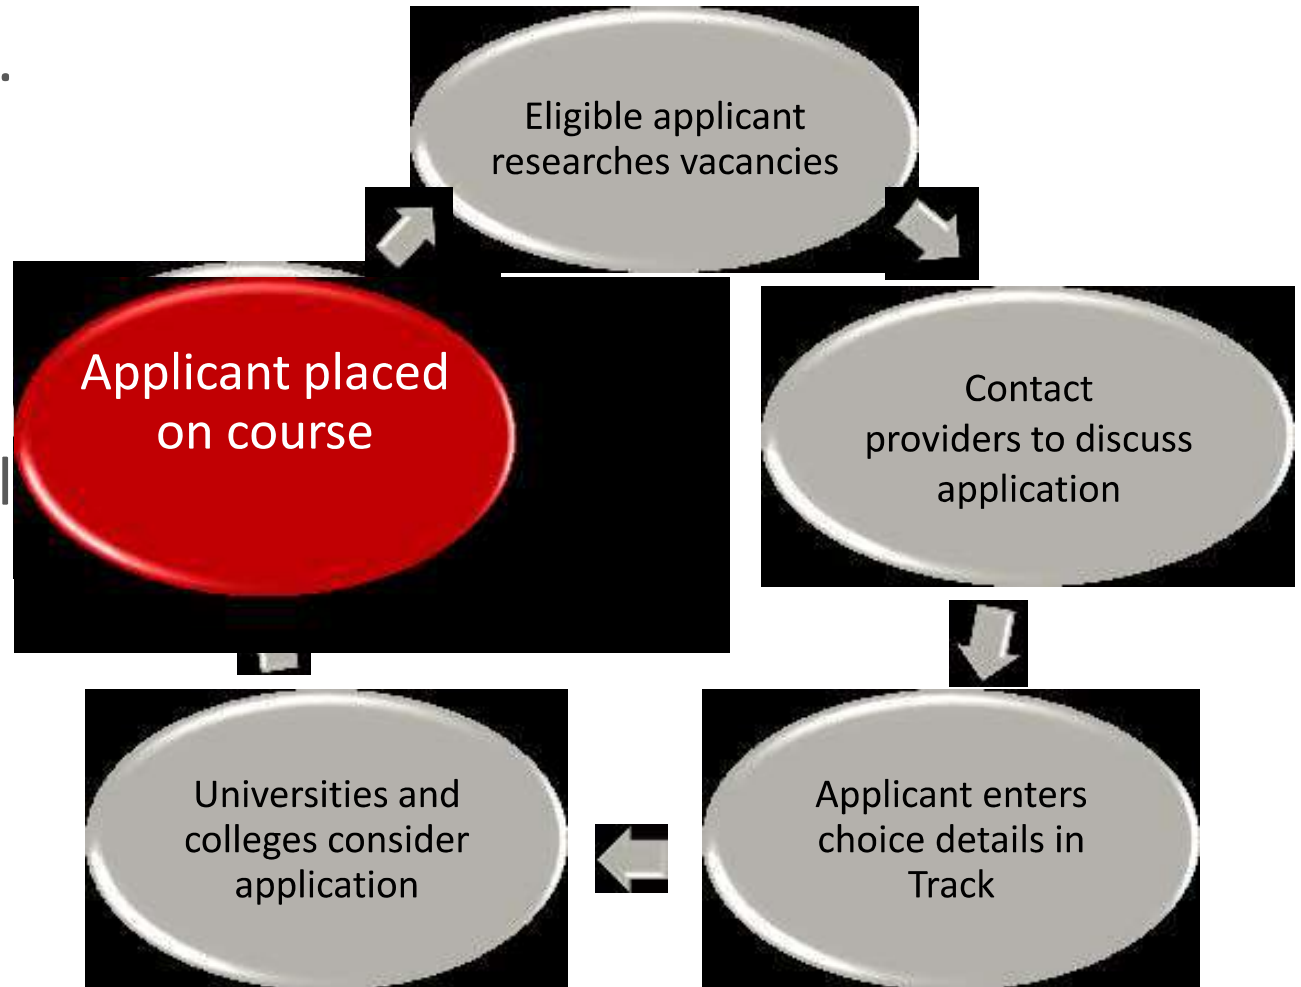 Eligible applicant
researches vacancies
Applicant placed
on course
Contact
providers to discuss
application
Universities and
colleges consider
application
Applicant enters
choice details in
Track